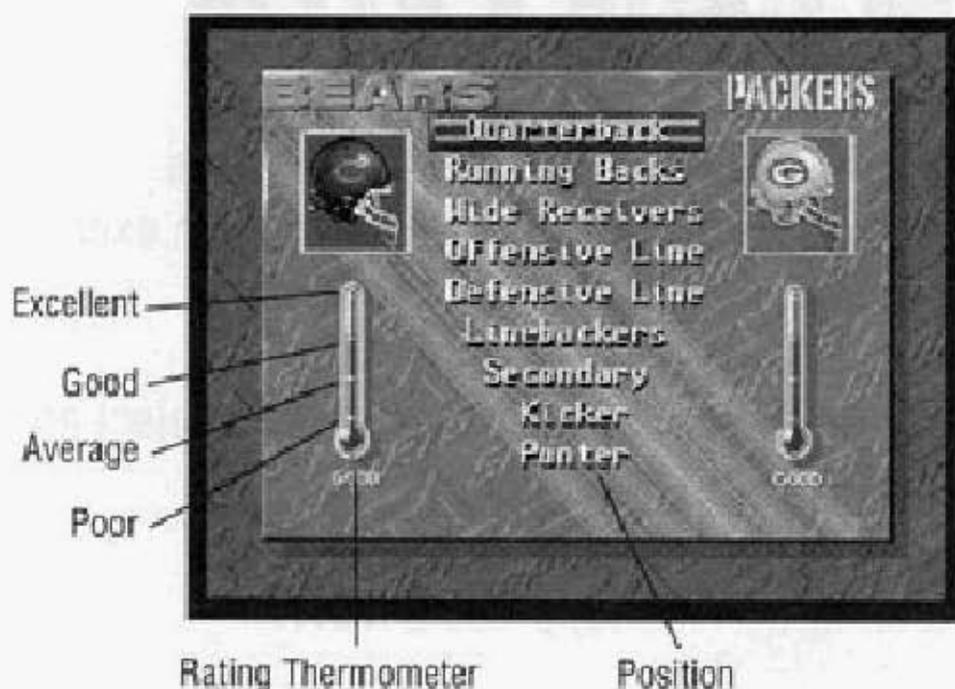 BEARS
PACKERS
Quarterback
Running Backs
Wide Receivers
Offensive Line
Defensive Line
Linebackers
Secondary
Kicker
Punter
GOOD
GOOD
Excellent
Good
Average
Poor
Rating Thermometer
Position